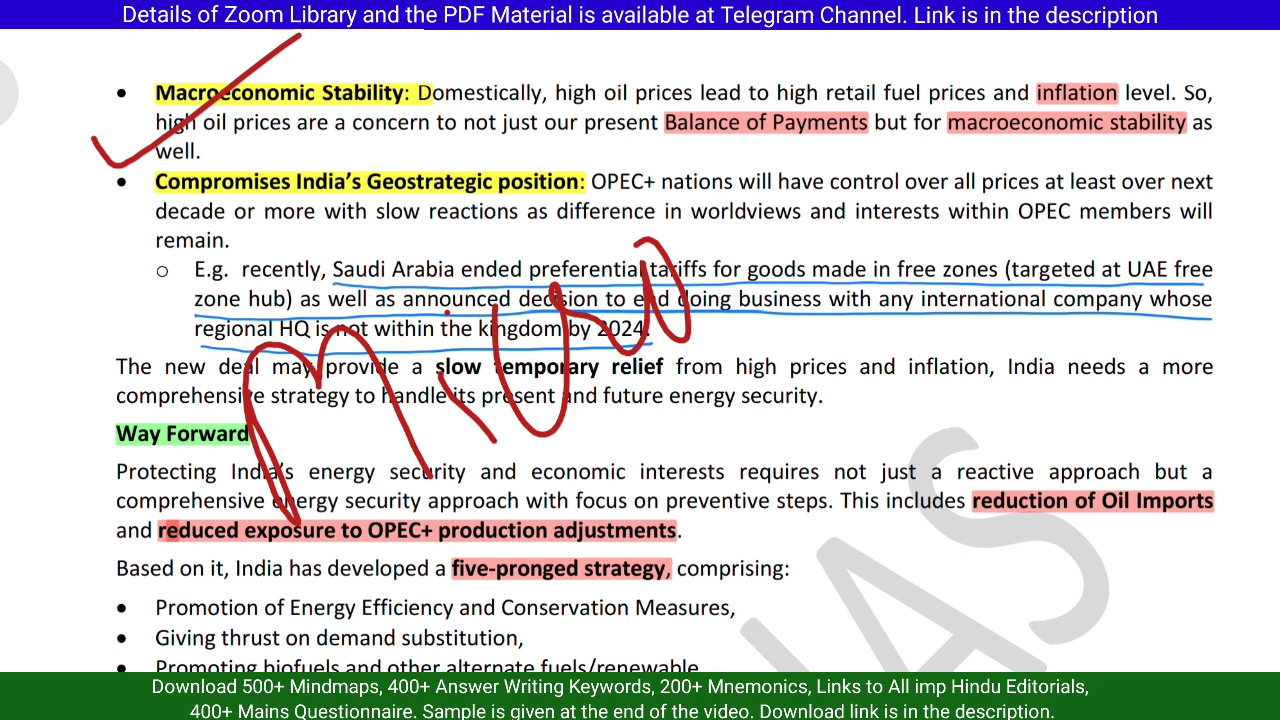 Details of Zoom Library and the PDF Material is available at Telegram Channel. Link is in the description
• Macroeconomic Stability: Domestically, high oil prices lead to high retail fuel prices and inflation level. So,
high oil prices are a concern to not just our present Balance of Payments but for macroeconomic stability as
well.
• Compromises India’s Geostrategic position: OPEC+ nations will have control over all prices at least over next
decade or more with slow reactions as difference in worldviews and interests within OPEC members will
remain.
o E.g. recently, Saudi Arabia ended preferential tariffs for goods made in free zones (targeted at UAE free
zone hub) as well as announced decision to end doing business with any international company whose
regional HQ is not within the kingdom by 2024.
The new deal may provide a slow temporary relief from high prices and inflation, India needs a more
comprehensive strategy to handle its present and future energy security.
Way Forward
Protecting India’s energy security and economic interests requires not just a reactive approach but a
comprehensive energy security approach with focus on preventive steps. This includes reduction of Oil Imports
and reduced exposure to OPEC+ production adjustments.
Based on it, India has developed a five-pronged strategy, comprising:
• Promotion of Energy Efficiency and Conservation Measures,
• Giving thrust on demand substitution,
• Promoting biofuels and other alternate fuels/renewable
IAS
Download 500+ Mindmaps, 400+ Answer Writing Keywords, 200+ Mnemonics, Links to All imp Hindu Editorials,
400+ Mains Questionnaire. Sample is given at the end of the video. Download link is in the description.